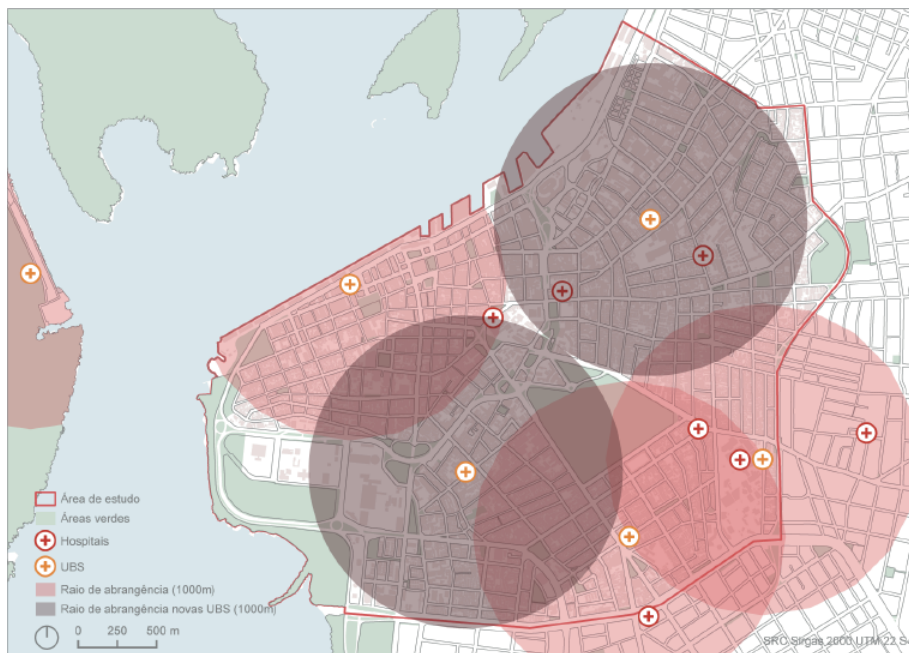 Área de estudo
Áreas verdes
Hospitais
UBS
Raio de abrangência (1000m)
Raio de abrangência novas UBS (1000m)
0 250 500 m
SRC Sirgas 2000 UTM 22 S